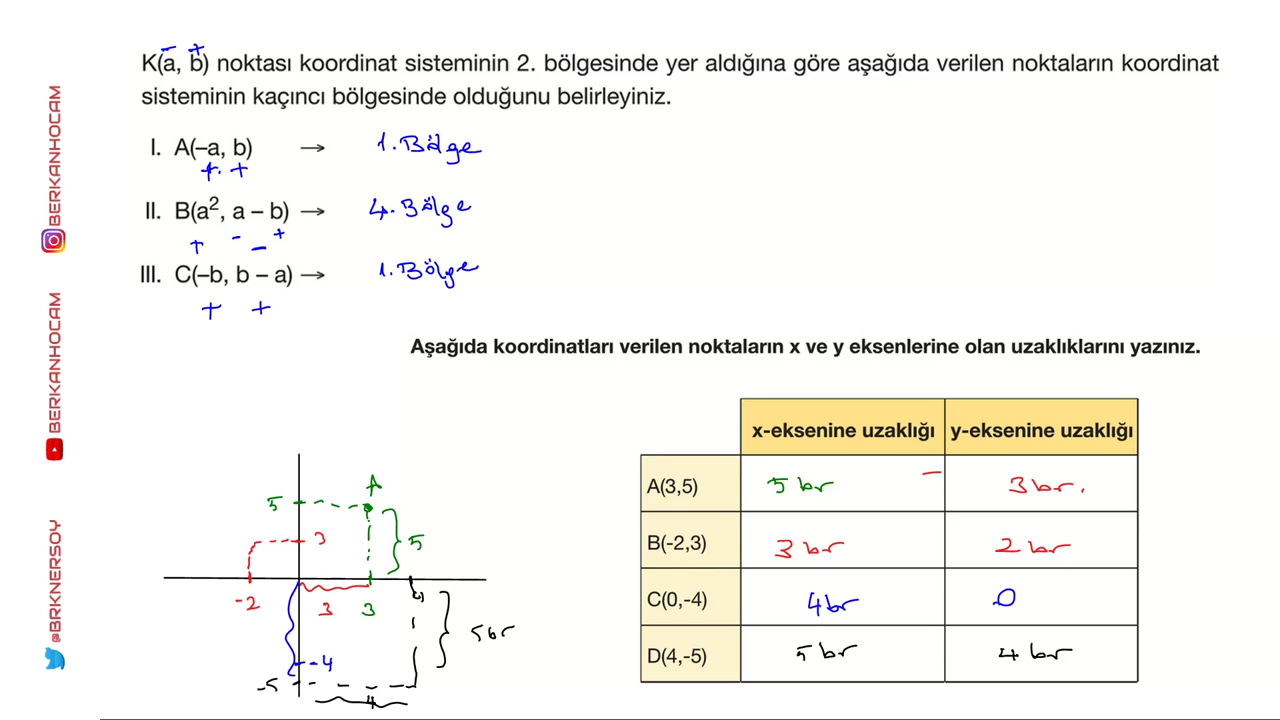 K(a, b) noktası koordinat sisteminin 2. bölgesinde yer aldığına göre aşağıda verilen noktaların koordinat
- +
sisteminin kaçıncı bölgesinde olduğunu belirleyiniz.
I. A(–a, b) → 1. Bölge
+ +
II. B(a², a – b) → 4. Bölge
+ - - +
III. C(–b, b – a) → 1. Bölge
+ +
Aşağıda koordinatları verilen noktaların x ve y eksenlerine olan uzaklıklarını yazınız.
x-eksenine uzaklığı y-eksenine uzaklığı
A(3,5) 5 br – 3 br.
B(-2,3) 3 br 2 br
C(0,-4) 4br 0
D(4,-5) 5 br 4 br
A
5
3
5
-2 3 3 4
5br
-4
-5
4
BERKANHOCAM
BERKANHOCAM
@BRKNERSOY